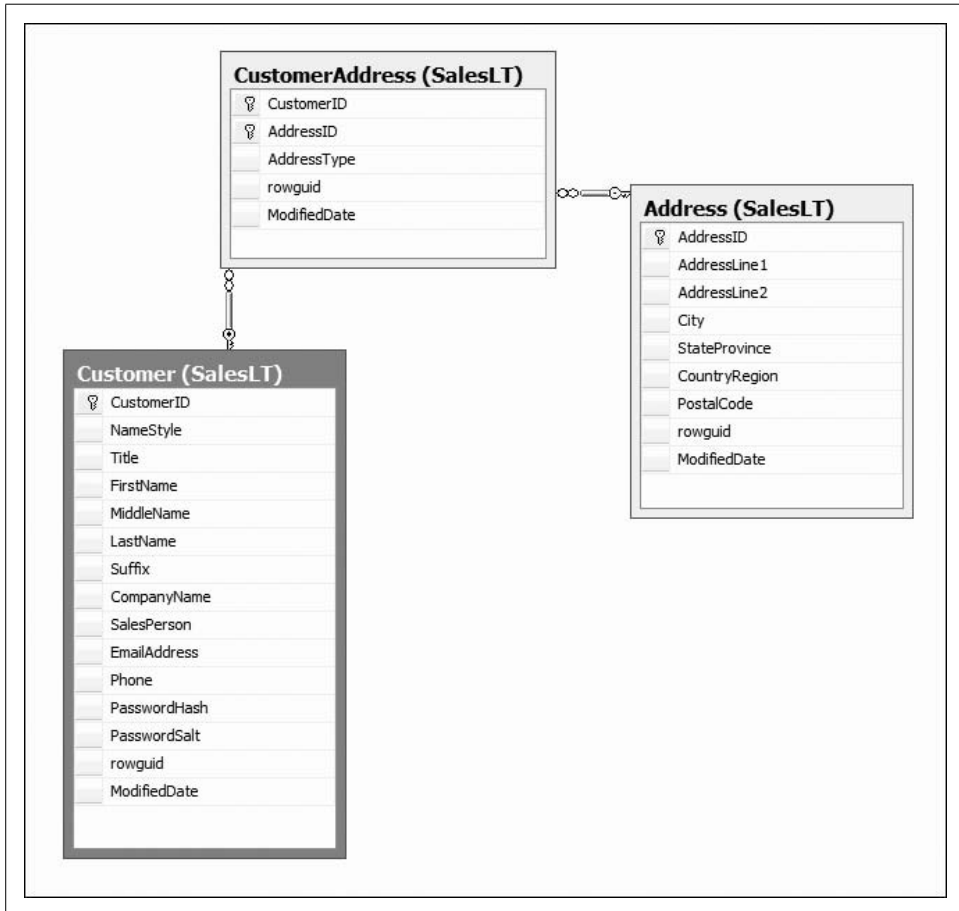 CustomerAddress (SalesLT)
CustomerID
AddressID
AddressType
rowguid
ModifiedDate
Address (SalesLT)
AddressID
AddressLine1
AddressLine2
City
StateProvince
CountryRegion
PostalCode
rowguid
ModifiedDate
Customer (SalesLT)
CustomerID
NameStyle
Title
FirstName
MiddleName
LastName
Suffix
CompanyName
SalesPerson
EmailAddress
Phone
PasswordHash
PasswordSalt
rowguid
ModifiedDate